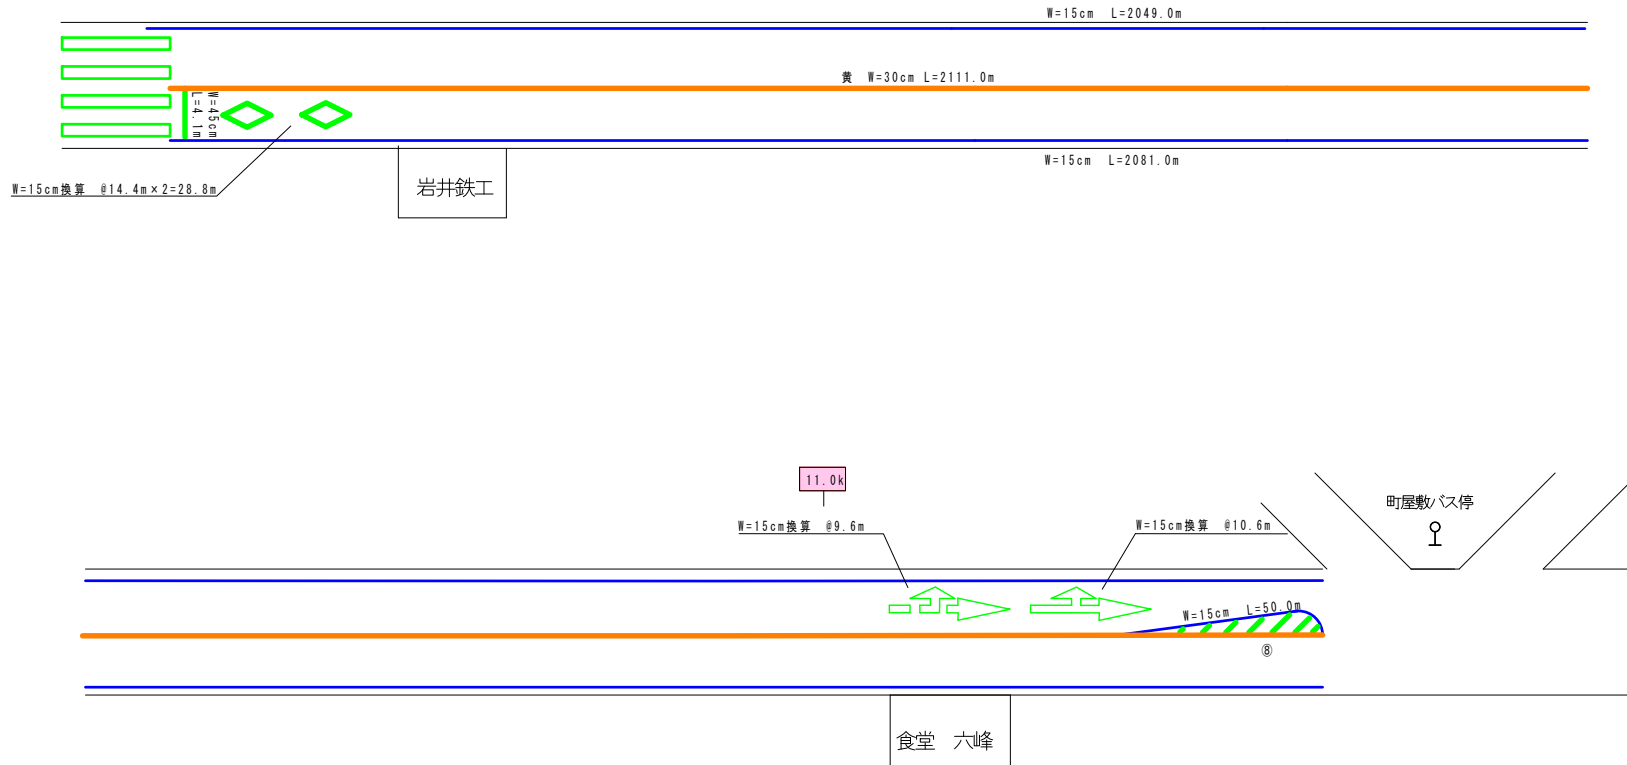 W=15cm L=2049.0m
黄 W=30cm L=2111.0m
W=45cm
L=4.1m
W=15cm L=2081.0m
W=15cm換算 @14.4m×2=28.8m
岩井鉄工
11.0k
町屋敷バス停
W=15cm換算 @9.6m
W=15cm換算 @10.6m
W=15cm L=50.0m
⑧
食堂 六峰